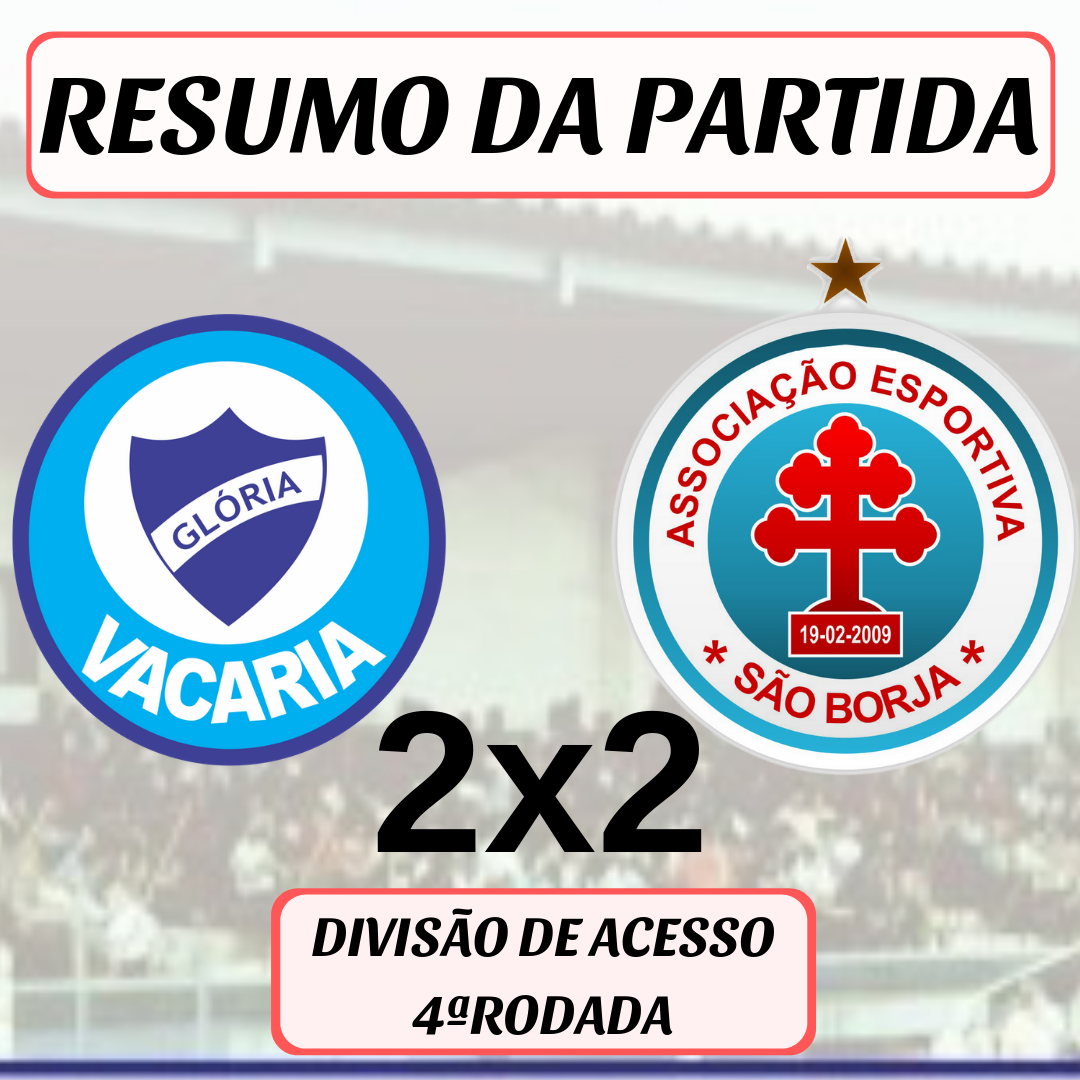 RESUMO DA PARTIDA
GLÓRIA
VACARIA
ASSOCIAÇÃO ESPORTIVA
19-02-2009
* SÃO BORJA *
2x2
DIVISÃO DE ACESSO
4ªRODADA